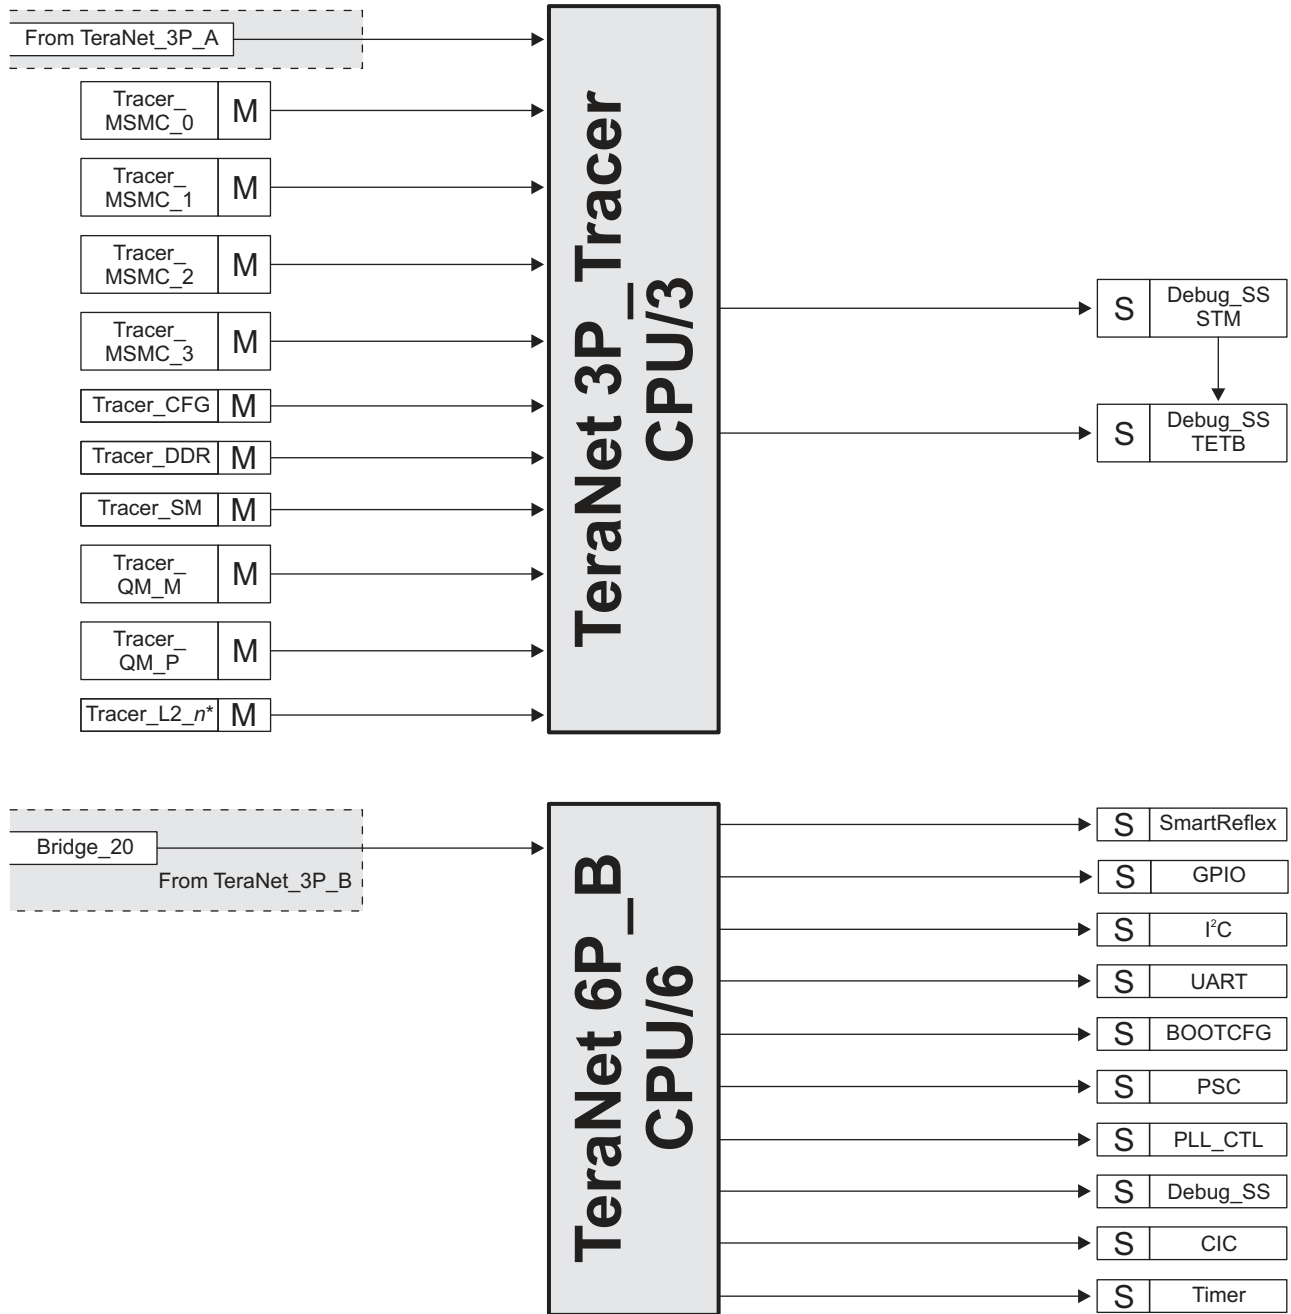 From TeraNet_3P_A
Tracer_
MSMC_0
M
Tracer_
MSMC_1
M
Tracer_
MSMC_2
M
Tracer_
MSMC_3
M
Tracer_CFG M
Tracer_DDR M
Tracer_SM M
Tracer_
QM_M
M
Tracer_
QM_P
M
Tracer_L2_n* M
TeraNet 3P_Tracer
CPU/3
S
Debug_SS
STM
S
Debug_SS
TETB
Bridge_20
From TeraNet_3P_B
TeraNet 6P_B
CPU/6
S SmartReflex
S GPIO
S I²C
S UART
S BOOTCFG
S PSC
S PLL_CTL
S Debug_SS
S CIC
S Timer